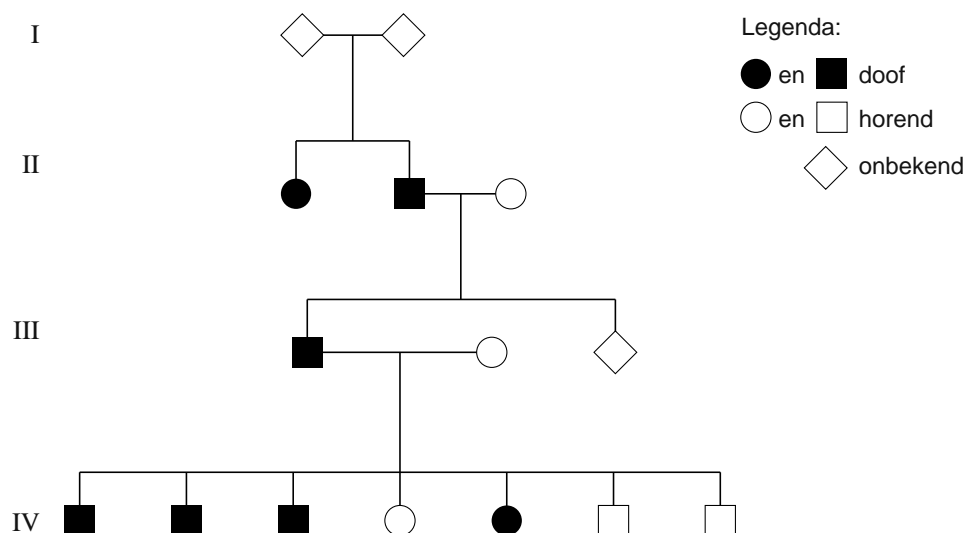 I
Legenda:
en doof
en horend
II
onbekend
III
IV